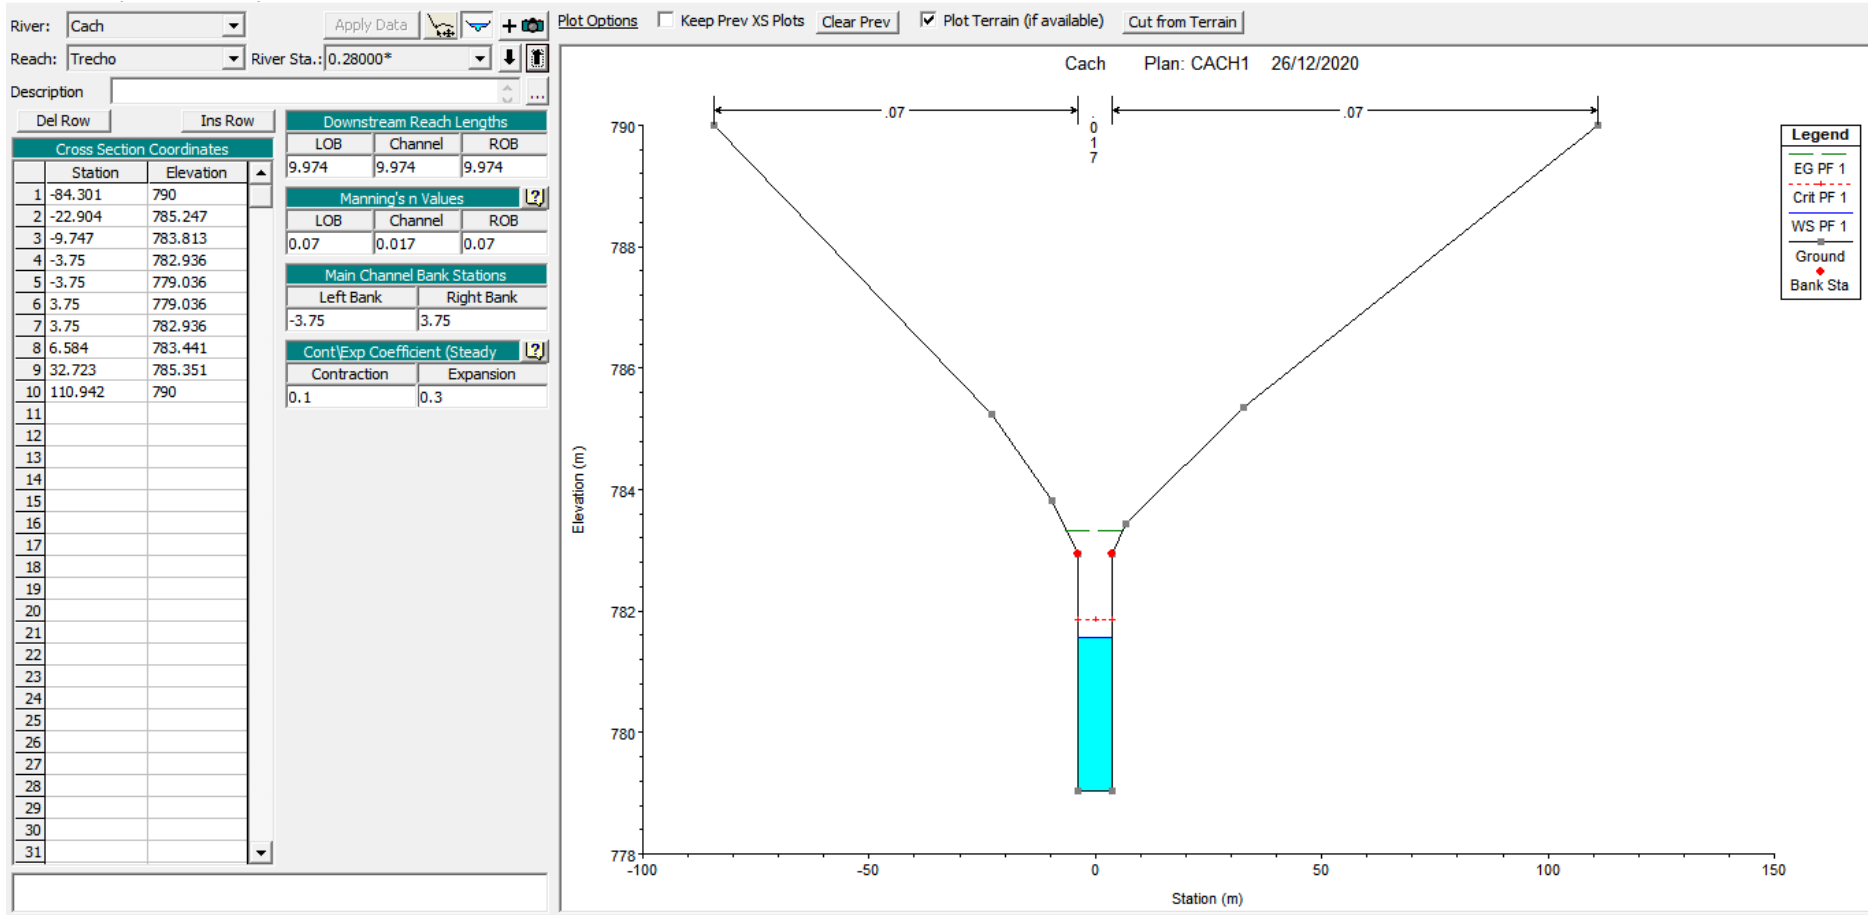 River: Cach Apply Data
Reach: Trecho River Sta.: 0.28000*
Description ...
Del Row Ins Row
Cross Section Coordinates
Station Elevation
1 -84.301 790
2 -22.904 785.247
3 -9.747 783.813
4 -3.75 782.936
5 -3.75 779.036
6 3.75 779.036
7 3.75 782.936
8 6.584 783.441
9 32.723 785.351
10 110.942 790
11
12
13
14
15
16
17
18
19
20
21
22
23
24
25
26
27
28
29
30
31
Downstream Reach Lengths
LOB Channel ROB
9.974 9.974 9.974
Manning's n Values
LOB Channel ROB
0.07 0.017 0.07
Main Channel Bank Stations
Left Bank Right Bank
-3.75 3.75
Cont\Exp Coefficient (Steady
Contraction Expansion
0.1 0.3
Plot Options Keep Prev XS Plots Clear Prev Plot Terrain (if available) Cut from Terrain
Cach Plan: CACH1 26/12/2020
.07 .017 .07
790
788
786
784
782
780
778
Elevation (m)
-100 -50 0 50 100 150
Station (m)
Legend
EG PF 1
Crit PF 1
WS PF 1
Ground
Bank Sta